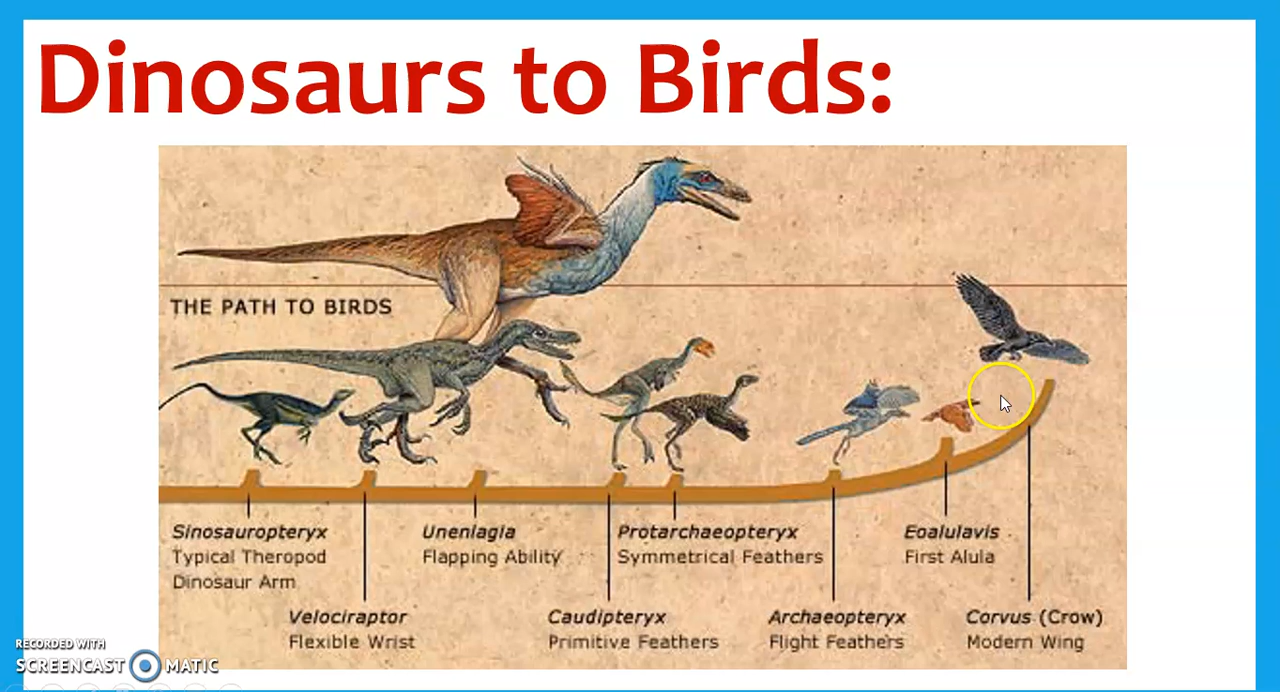 Dinosaurs to Birds:
THE PATH TO BIRDS
Sinosauropteryx
Typical Theropod
Dinosaur Arm
Velociraptor
Flexible Wrist
Unenlagia
Flapping Ability
Caudipteryx
Primitive Feathers
Protarchaeopteryx
Symmetrical Feathers
Archaeopteryx
Flight Feathers
Eoalulavis
First Alula
Corvus (Crow)
Modern Wing
RECORDED WITH
SCREENCAST MATIC